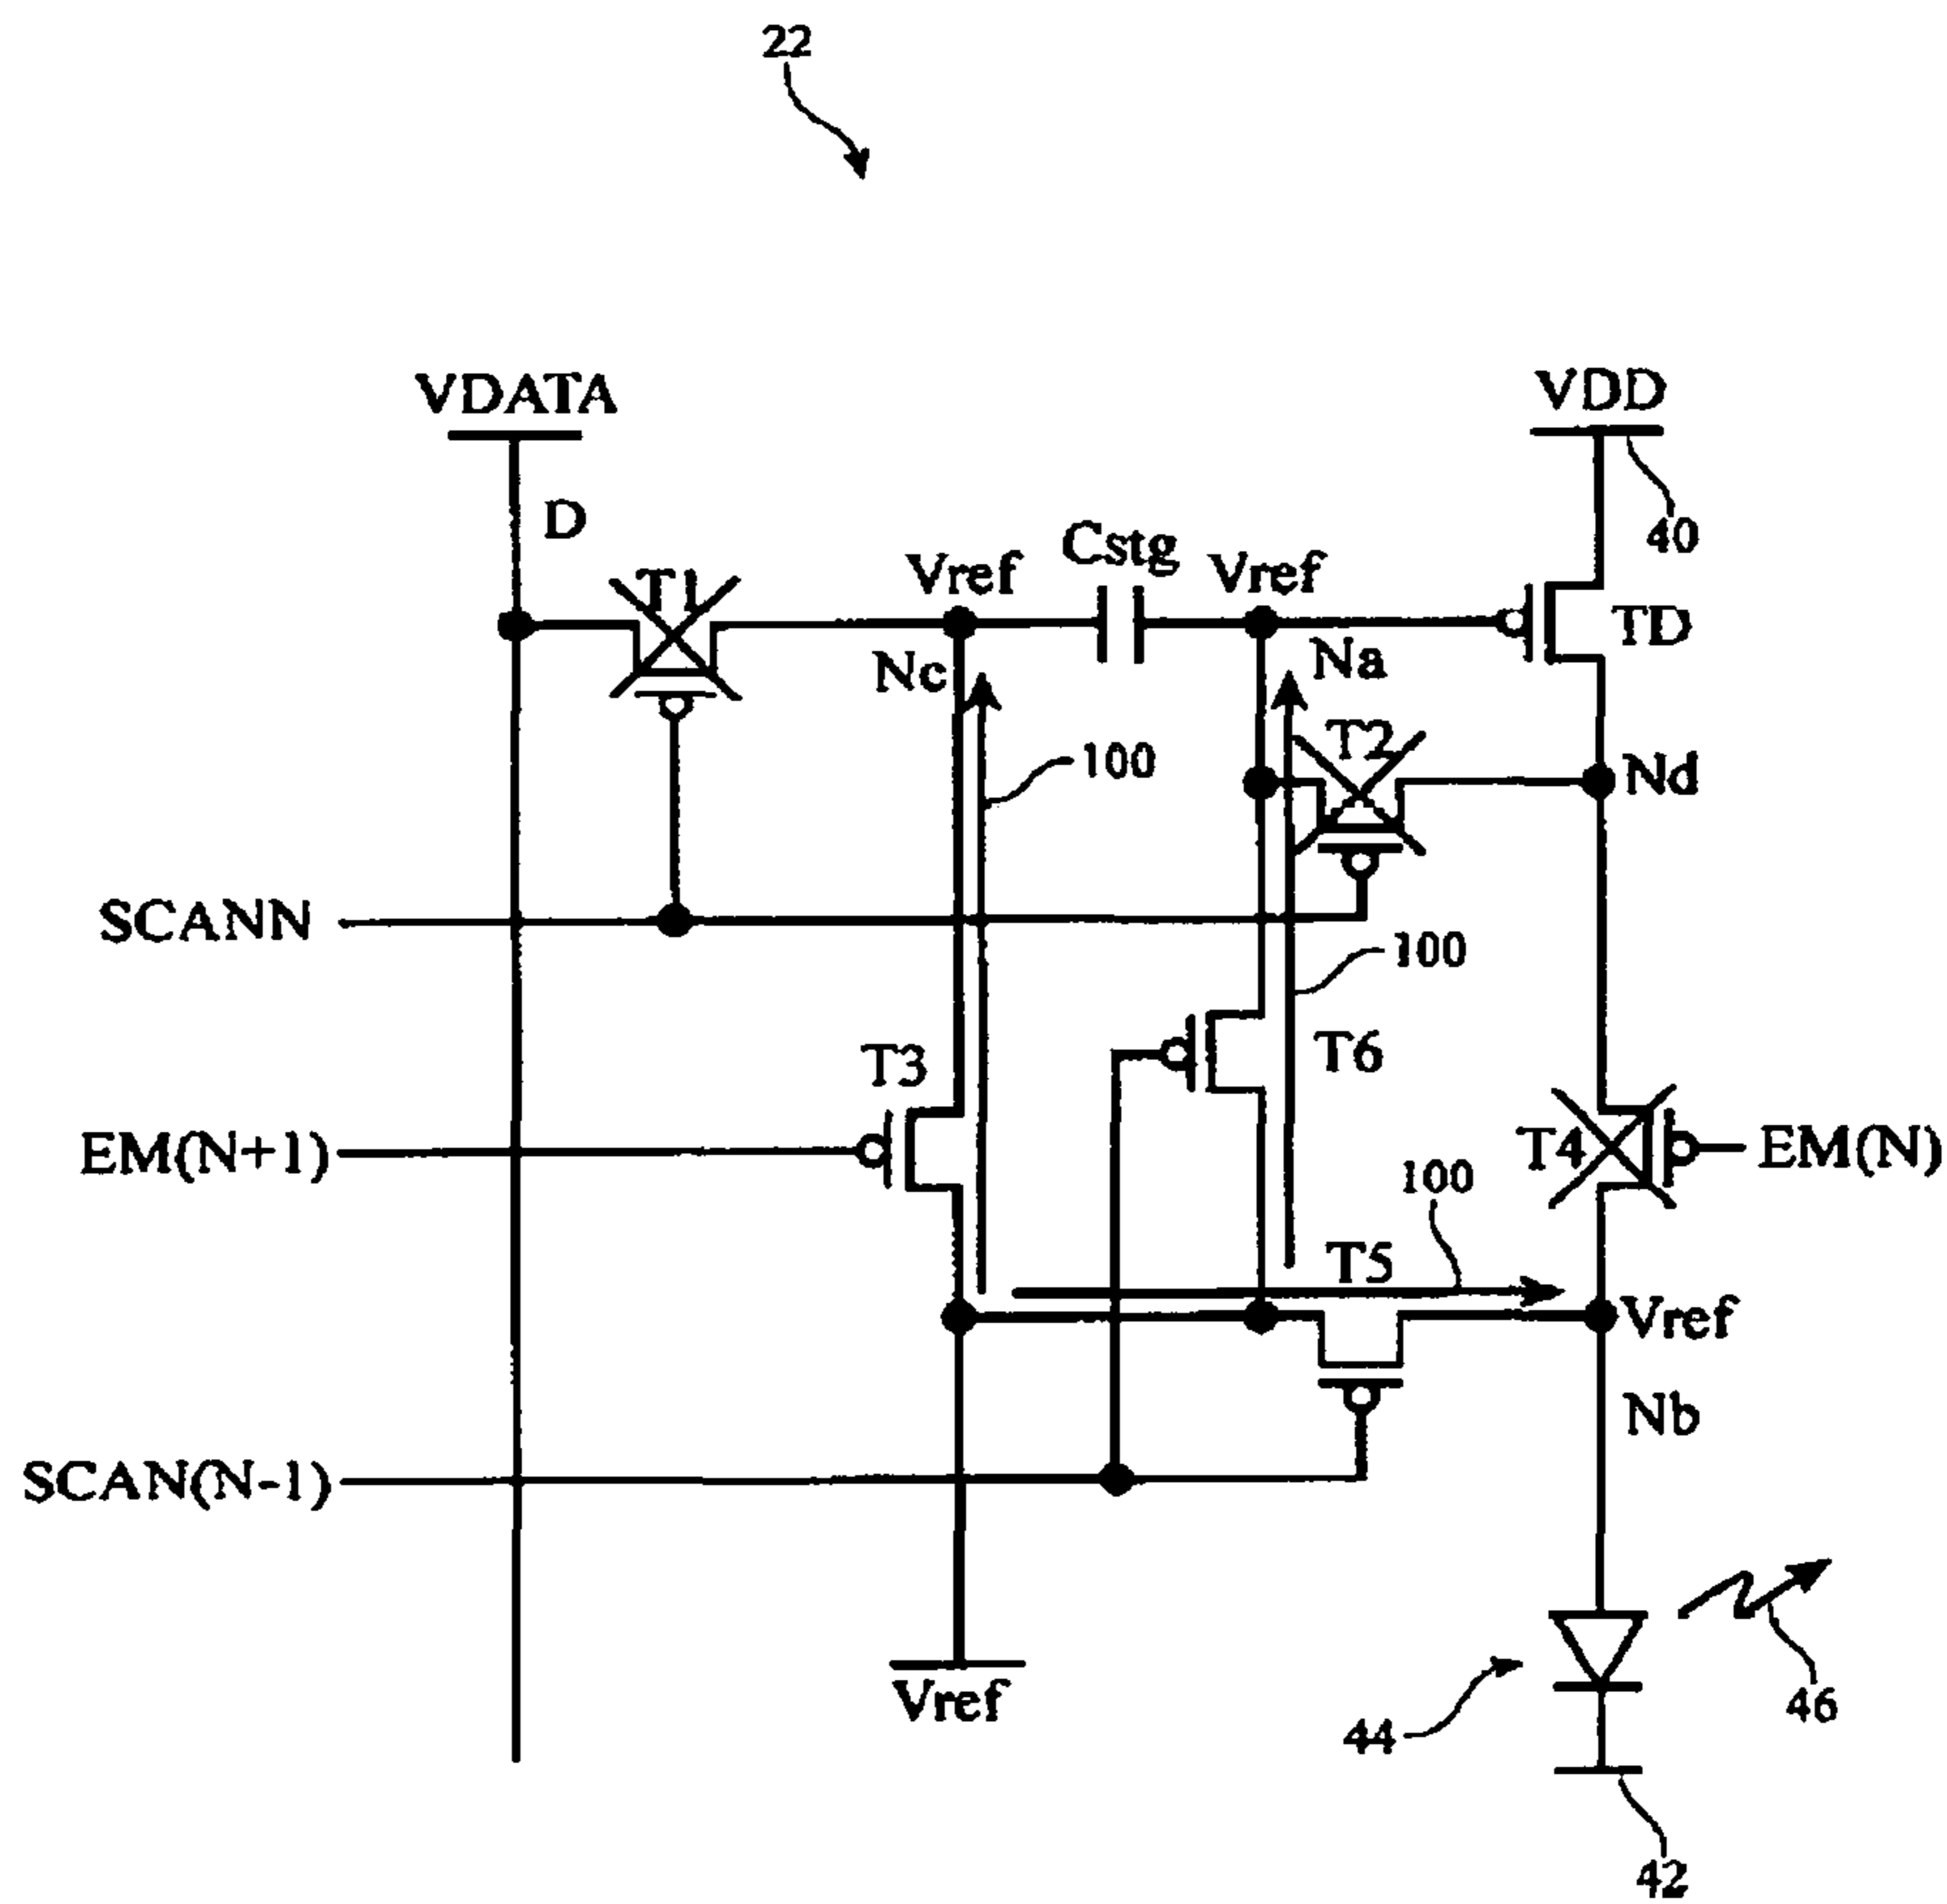 22
VDATA
VDD
D
40
T1
Vref
Cstg
Vref
TD
Nc
Na
100
T2
Nd
SCANN
100
T3
T6
EM(N+1)
T4
EM(N)
100
T5
Vref
Nb
SCAN(N-1)
Vref
44
46
42